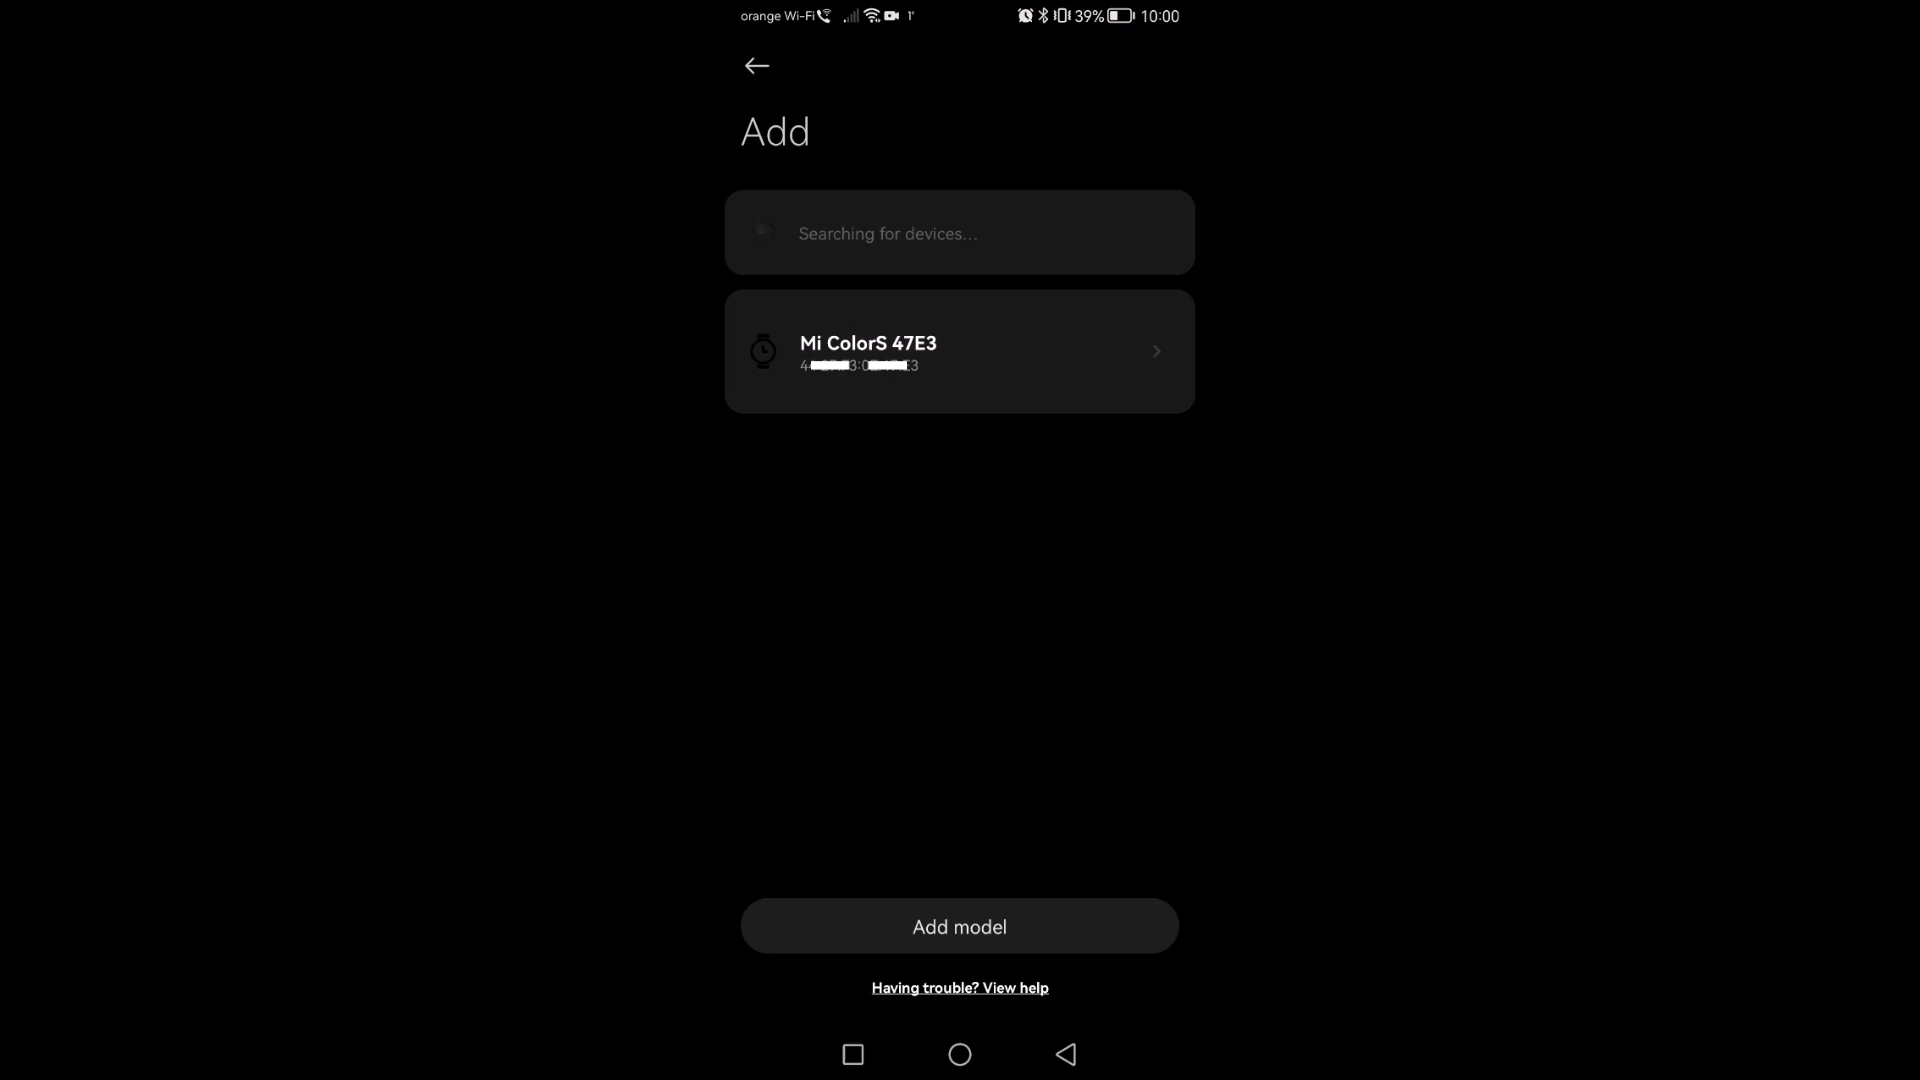 orange Wi-Fi 1° 39% 10:00
Add
Searching for devices...
Mi ColorS 47E3
Add model
Having trouble? View help